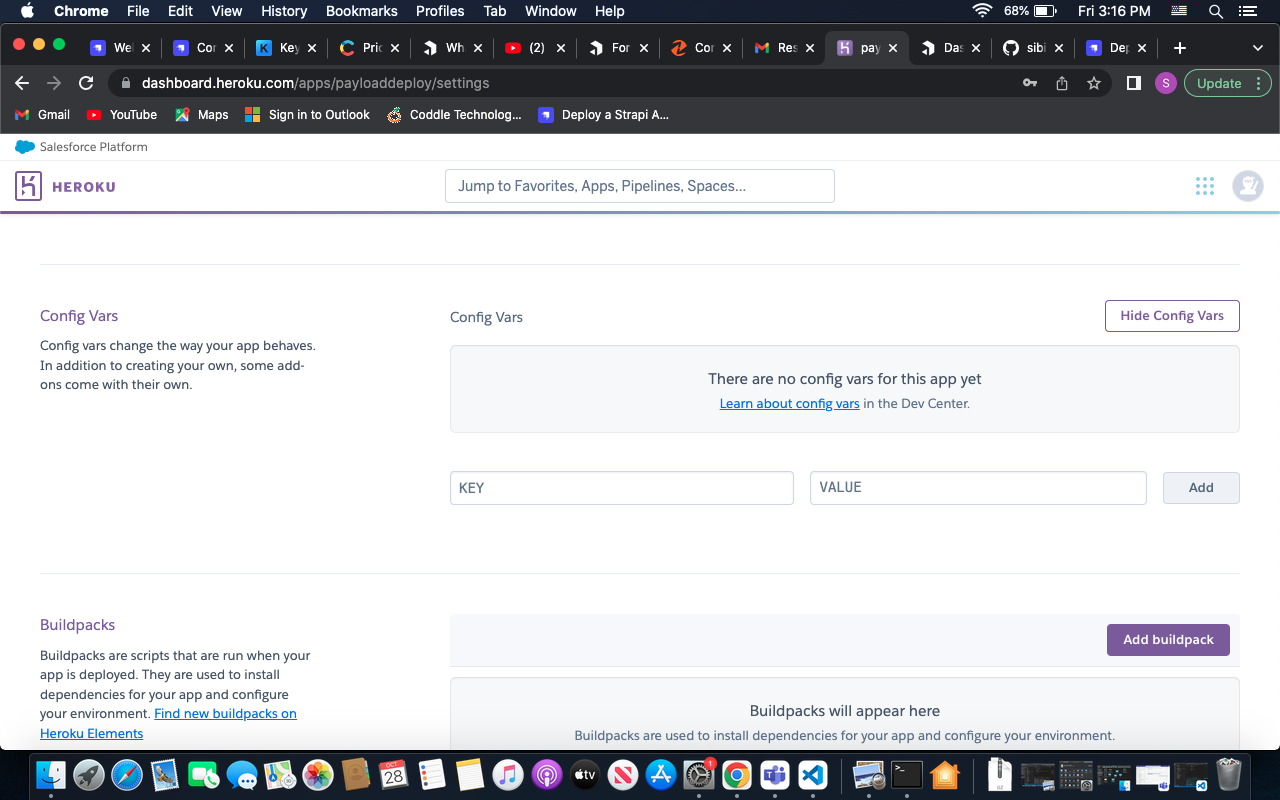 Chrome File Edit View History Bookmarks Profiles Tab Window Help 68% Fri 3:16 PM
We Cor Key Pric Wh (2) For Cor Res pay Das sibi Dep
dashboard.heroku.com/apps/payloaddeploy/settings S Update
Gmail YouTube Maps Sign in to Outlook Coddle Technolog... Deploy a Strapi A...
Salesforce Platform
HEROKU Jump to Favorites, Apps, Pipelines, Spaces...
Config Vars
Config vars change the way your app behaves.
In addition to creating your own, some add-
ons come with their own.
Config Vars Hide Config Vars
There are no config vars for this app yet
Learn about config vars in the Dev Center.
KEY VALUE Add
Buildpacks
Buildpacks are scripts that are run when your
app is deployed. They are used to install
dependencies for your app and configure
your environment. Find new buildpacks on
Heroku Elements
Add buildpack
Buildpacks will appear here
Buildpacks are used to install dependencies for your app and configure your environment.
OCT
28
tv
1